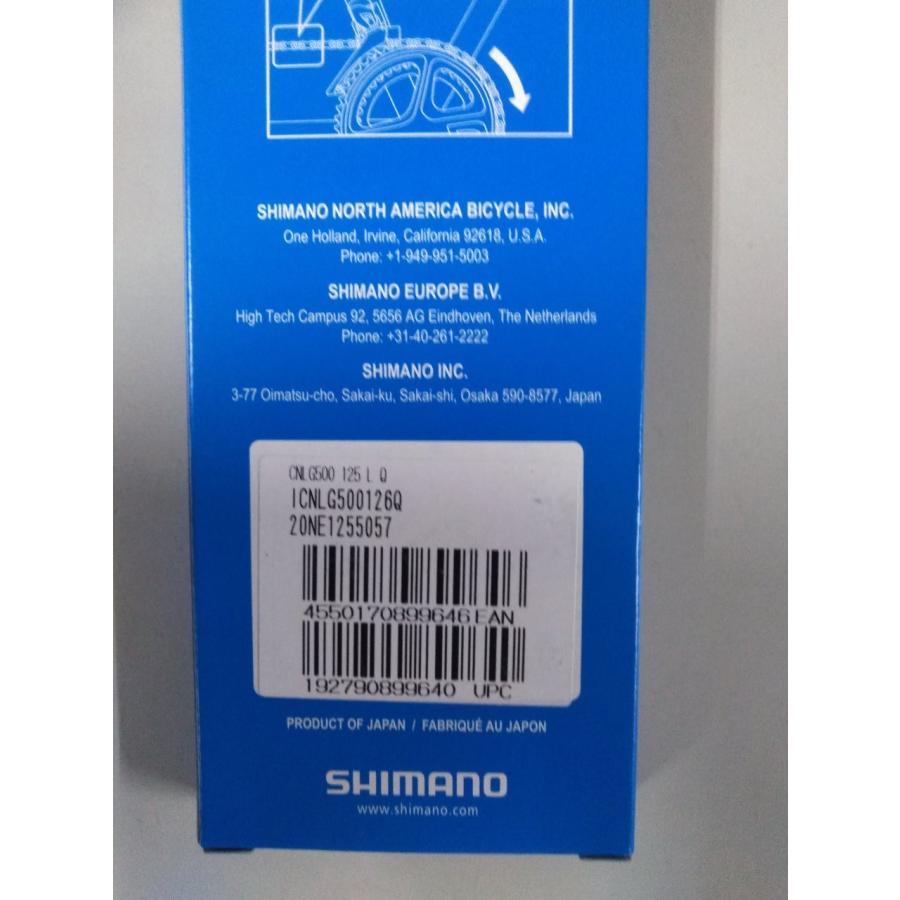 SHIMANO NORTH AMERICA BICYCLE, INC.
One Holland, Irvine, California 92618, U.S.A.
Phone: +1-949-951-5003
SHIMANO EUROPE B.V.
High Tech Campus 92, 5656 AG Eindhoven, The Netherlands
Phone: +31-40-261-2222
SHIMANO INC.
3-77 Oimatsu-cho, Sakai-ku, Sakai-shi, Osaka 590-8577, Japan
CNLG500 125 L Q
ICNLG500126Q
20NE1255057
4550170899646 EAN
192790899640 UPC
PRODUCT OF JAPAN / FABRIQUÉ AU JAPON
SHIMANO
www.shimano.com